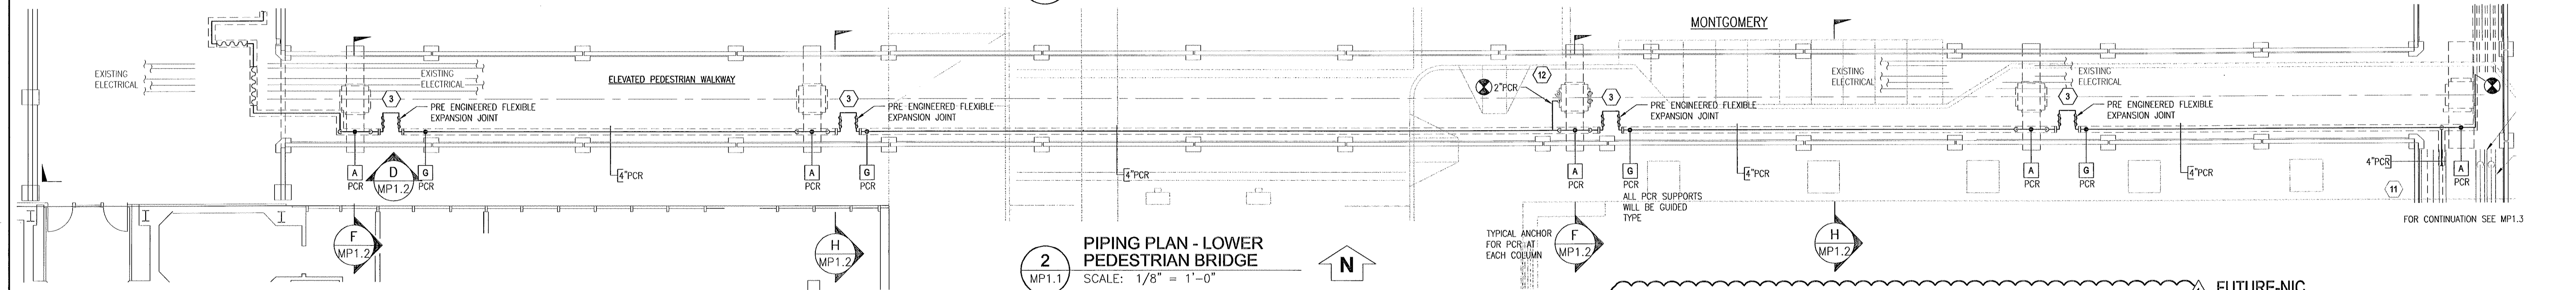 MONTGOMERY
EXISTING
ELECTRICAL
EXISTING
ELECTRICAL
ELEVATED PEDESTRIAN WALKWAY
EXISTING
ELECTRICAL
EXISTING
ELECTRICAL
3
PRE ENGINEERED FLEXIBLE
EXPANSION JOINT
3
PRE ENGINEERED FLEXIBLE
EXPANSION JOINT
2"PCR
12
3
PRE ENGINEERED FLEXIBLE
EXPANSION JOINT
3
PRE ENGINEERED FLEXIBLE
EXPANSION JOINT
A
PCR
D
MP1.2
G
PCR
4"PCR
A
PCR
G
PCR
4"PCR
A
PCR
G
PCR
ALL PCR SUPPORTS
WILL BE GUIDED
TYPE
4"PCR
A
PCR
G
PCR
4"PCR
4"PCR
A
PCR
11
FOR CONTINUATION SEE MP1.3
F
MP1.2
H
MP1.2
TYPICAL ANCHOR
FOR PCR AT
EACH COLUMN
F
MP1.2
H
MP1.2
2
MP1.1
PIPING PLAN - LOWER
PEDESTRIAN BRIDGE
SCALE: 1/8" = 1'-0"
N
FUTURE-NIC